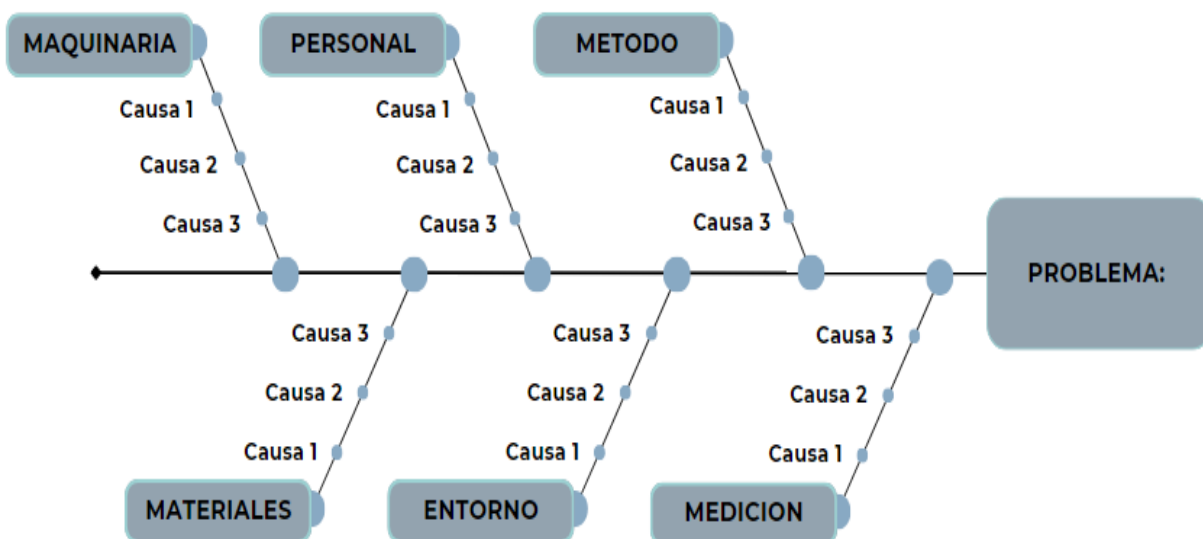 MAQUINARIA
PERSONAL
METODO
Causa 1
Causa 1
Causa 1
Causa 2
Causa 2
Causa 2
Causa 3
Causa 3
Causa 3
PROBLEMA:
Causa 3
Causa 3
Causa 3
Causa 2
Causa 2
Causa 2
Causa 1
Causa 1
Causa 1
MATERIALES
ENTORNO
MEDICION